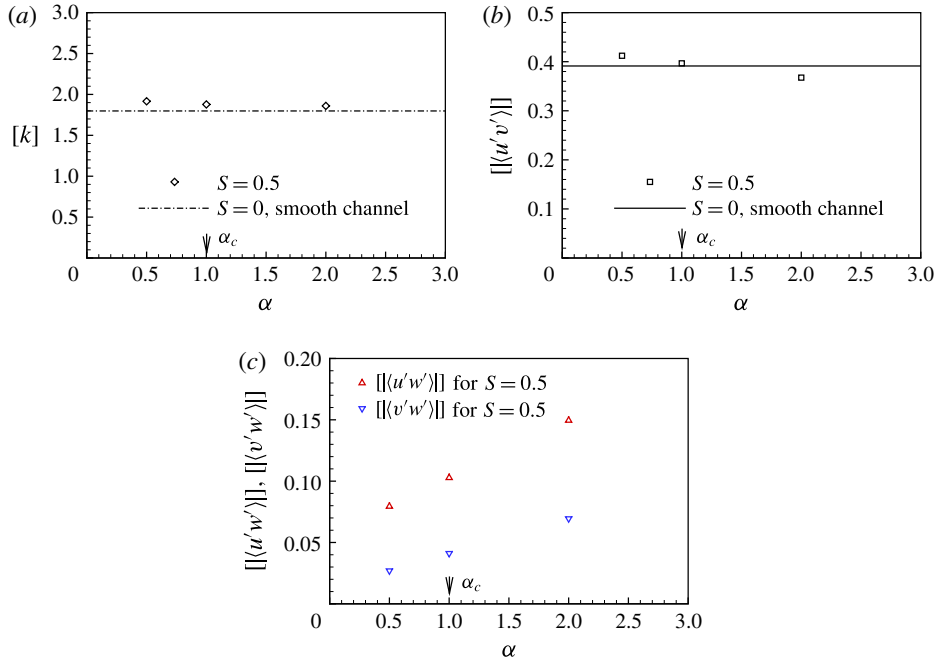 (a)
3.0
2.5
2.0
[k] 1.5
1.0
0.5
S = 0.5
S = 0, smooth channel
αc
0 0.5 1.0 1.5 2.0 2.5 3.0
α
(b)
0.5
0.4
0.3
0.2
0.1
[|⟨u′v′⟩|]
S = 0.5
S = 0, smooth channel
αc
0 0.5 1.0 1.5 2.0 2.5 3.0
α
(c)
0.20
0.15
0.10
0.05
[|⟨u′w′⟩|], [|⟨v′w′⟩|]
[|⟨u′w′⟩|] for S = 0.5
[|⟨v′w′⟩|] for S = 0.5
αc
0 0.5 1.0 1.5 2.0 2.5 3.0
α